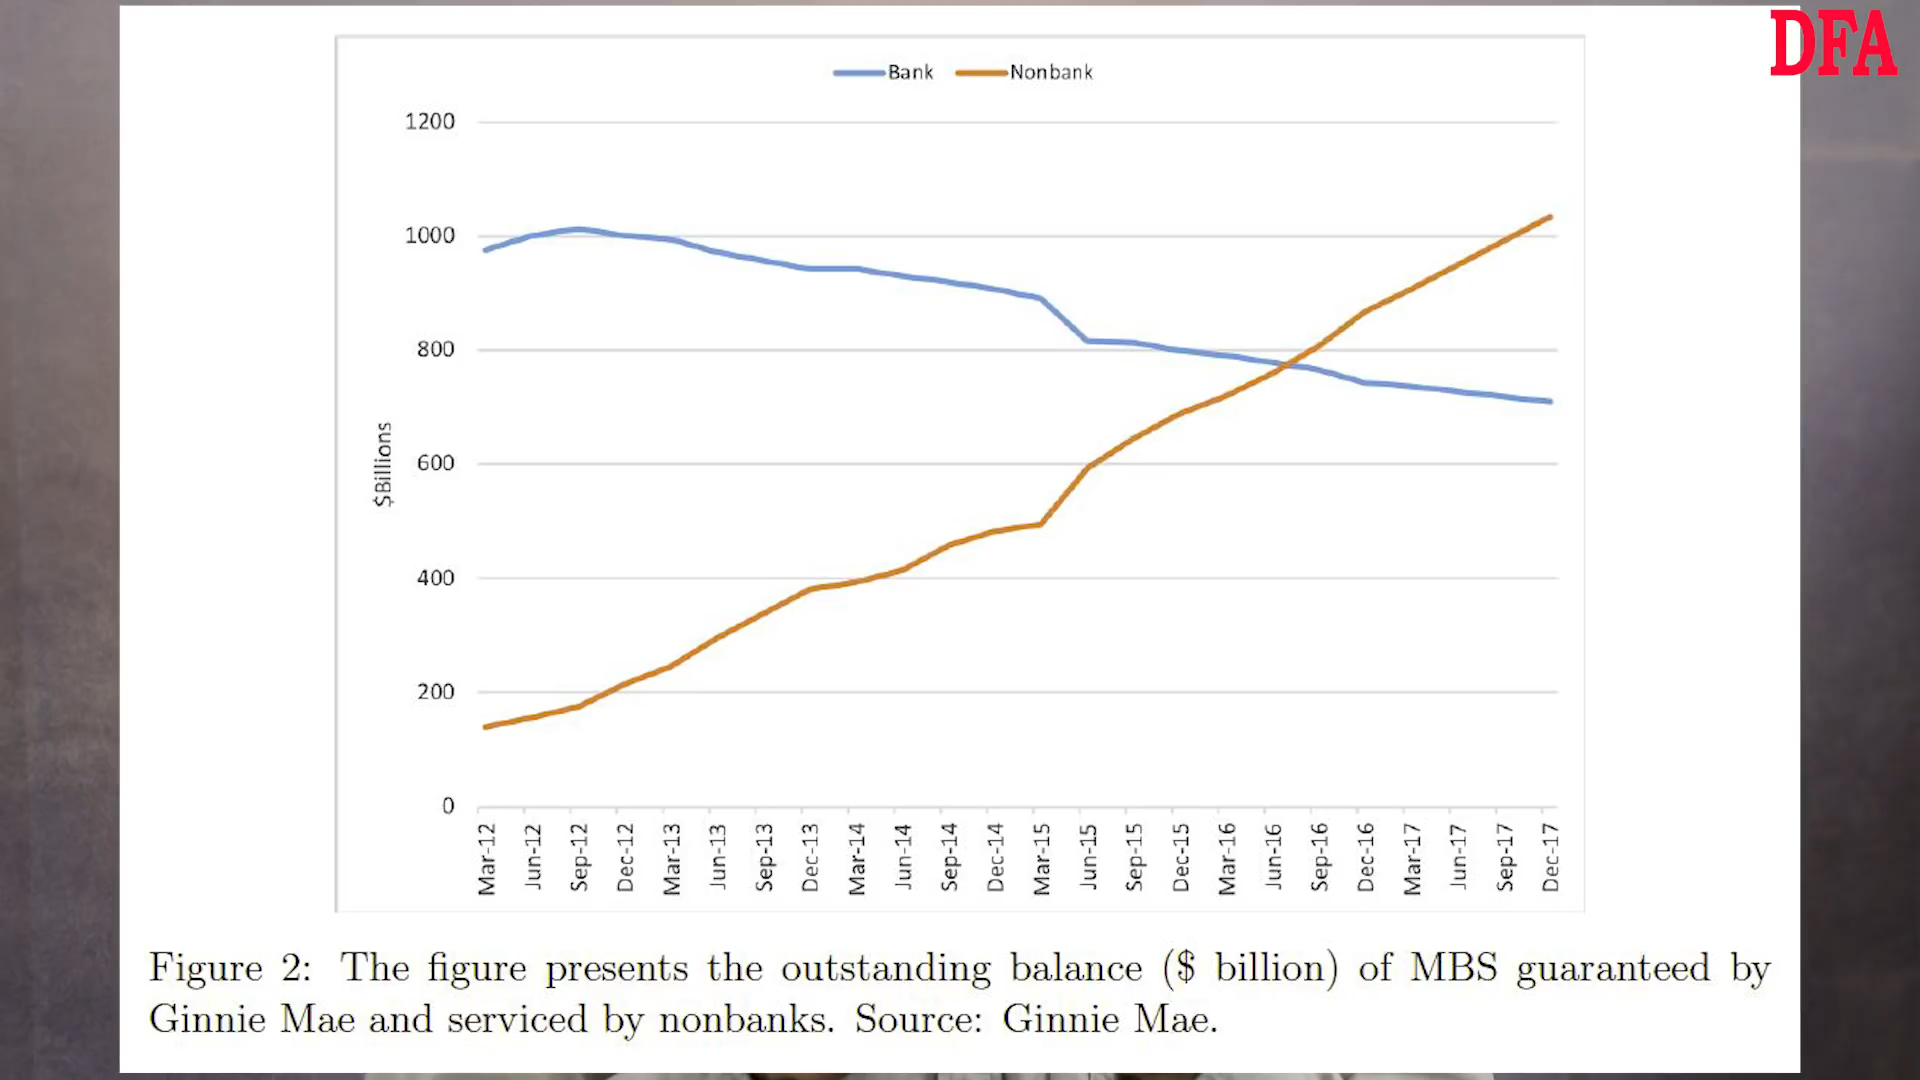 DFA
Bank Nonbank
1200
1000
800
600
400
200
0
$Billions
Mar-12 Jun-12 Sep-12 Dec-12 Mar-13 Jun-13 Sep-13 Dec-13 Mar-14 Jun-14 Sep-14 Dec-14 Mar-15 Jun-15 Sep-15 Dec-15 Mar-16 Jun-16 Sep-16 Dec-16 Mar-17 Jun-17 Sep-17 Dec-17
Figure 2: The figure presents the outstanding balance ($ billion) of MBS guaranteed by
Ginnie Mae and serviced by nonbanks. Source: Ginnie Mae.